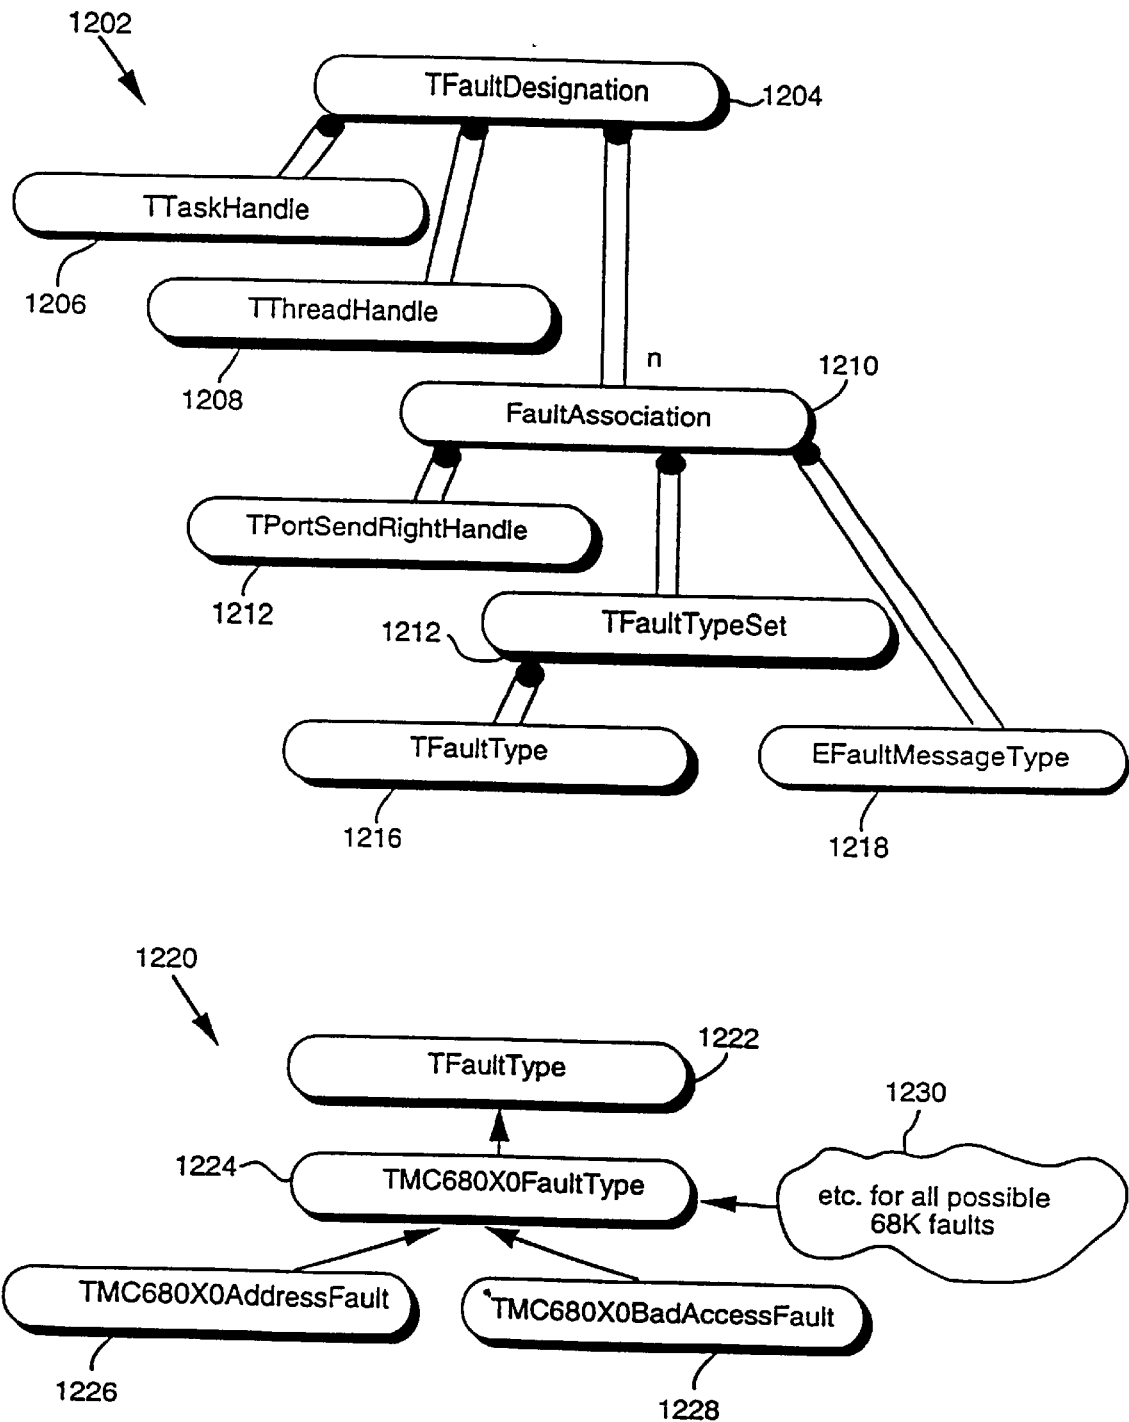 1202
TFaultDesignation
1204
TTaskHandle
1206
TThreadHandle
1208
n
1210
FaultAssociation
TPortSendRightHandle
1212
1212
TFaultTypeSet
TFaultType
1216
EFaultMessageType
1218
1220
TFaultType
1222
1224
TMC680X0FaultType
1230
etc. for all possible
68K faults
TMC680X0AddressFault
1226
TMC680X0BadAccessFault
1228